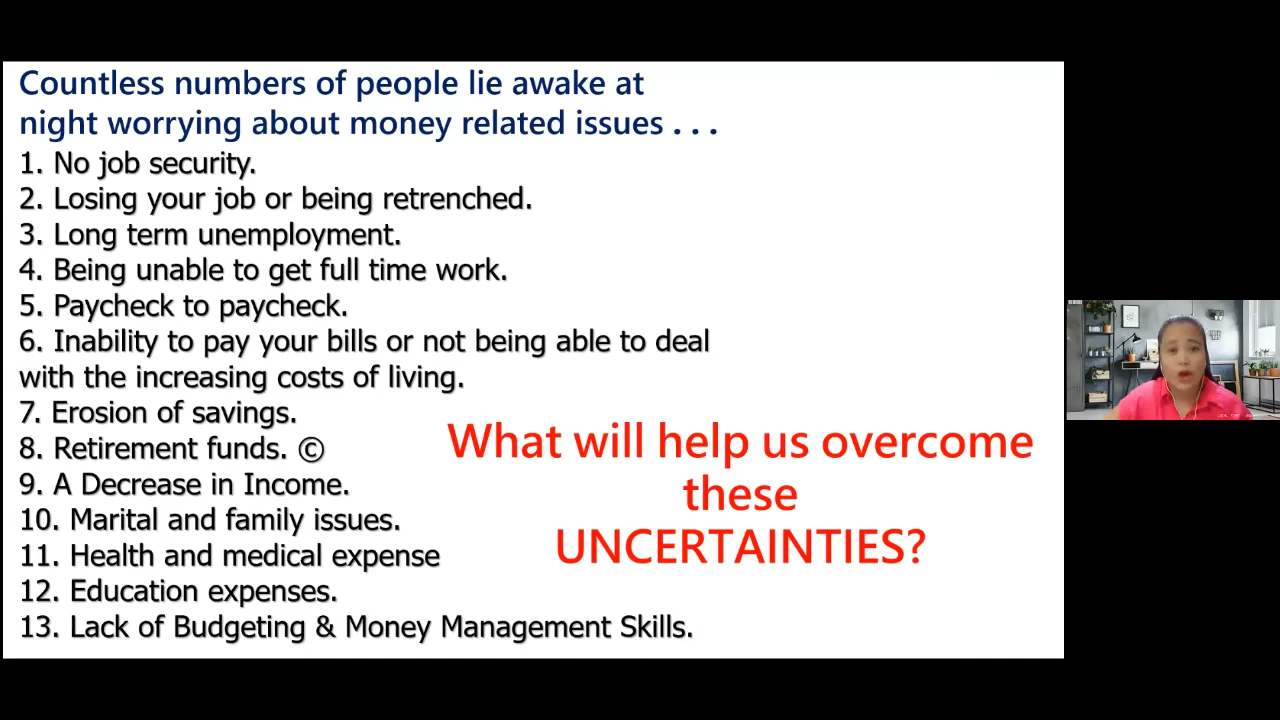 Countless numbers of people lie awake at
night worrying about money related issues . . .
1. No job security.
2. Losing your job or being retrenched.
3. Long term unemployment.
4. Being unable to get full time work.
5. Paycheck to paycheck.
6. Inability to pay your bills or not being able to deal
with the increasing costs of living.
7. Erosion of savings.
8. Retirement funds. ©
9. A Decrease in Income.
10. Marital and family issues.
11. Health and medical expense
12. Education expenses.
13. Lack of Budgeting & Money Management Skills.
What will help us overcome
these
UNCERTAINTIES?